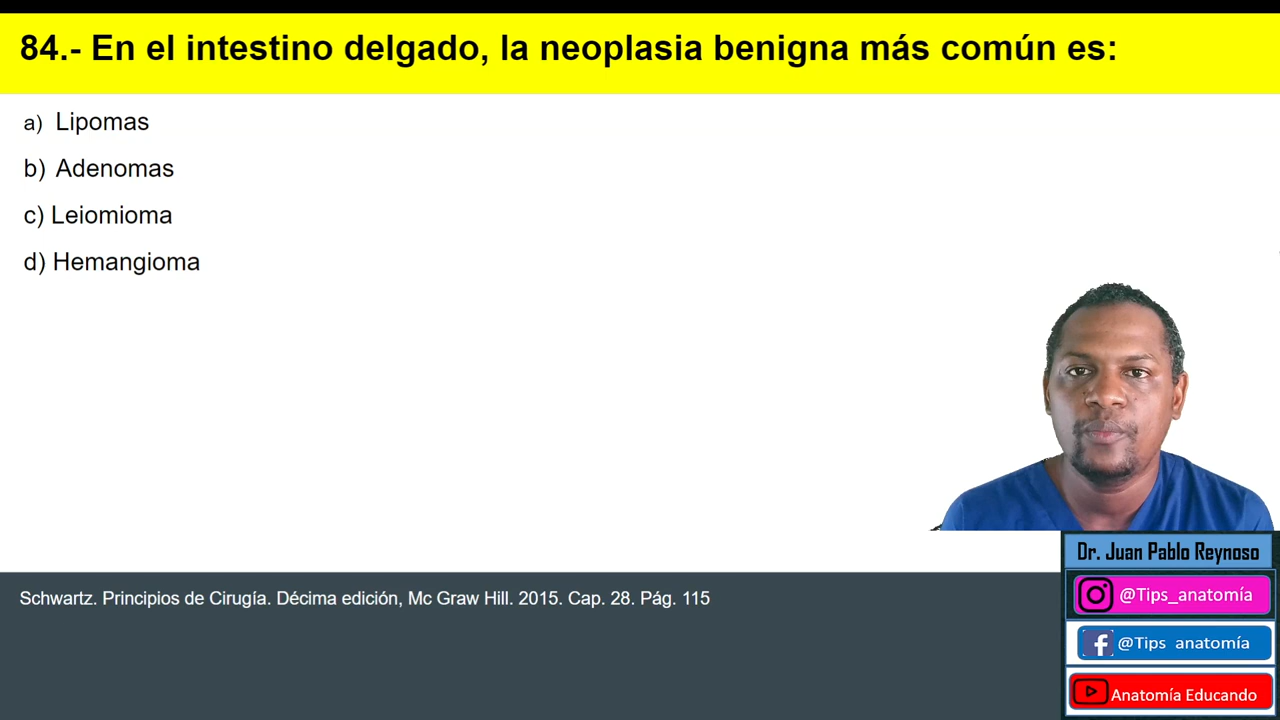 84.- En el intestino delgado, la neoplasia benigna más común es:
a) Lipomas
b) Adenomas
c) Leiomioma
d) Hemangioma
Schwartz. Principios de Cirugía. Décima edición, Mc Graw Hill. 2015. Cap. 28. Pág. 115
Dr. Juan Pablo Reynoso
@Tips_anatomía
@Tips anatomía
Anatomía Educando